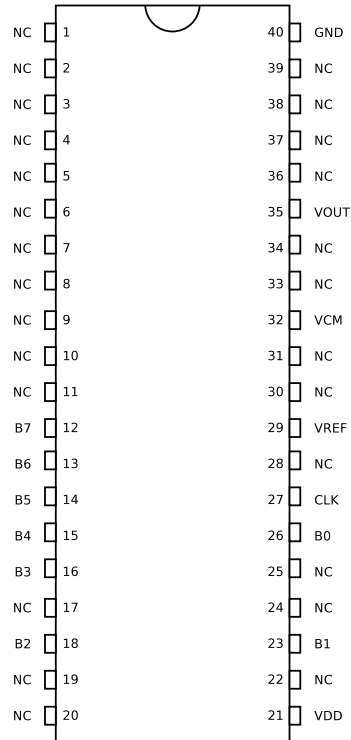 NC 1 40 GND
NC 2 39 NC
NC 3 38 NC
NC 4 37 NC
NC 5 36 NC
NC 6 35 VOUT
NC 7 34 NC
NC 8 33 NC
NC 9 32 VCM
NC 10 31 NC
NC 11 30 NC
B7 12 29 VREF
B6 13 28 NC
B5 14 27 CLK
B4 15 26 B0
B3 16 25 NC
NC 17 24 NC
B2 18 23 B1
NC 19 22 NC
NC 20 21 VDD